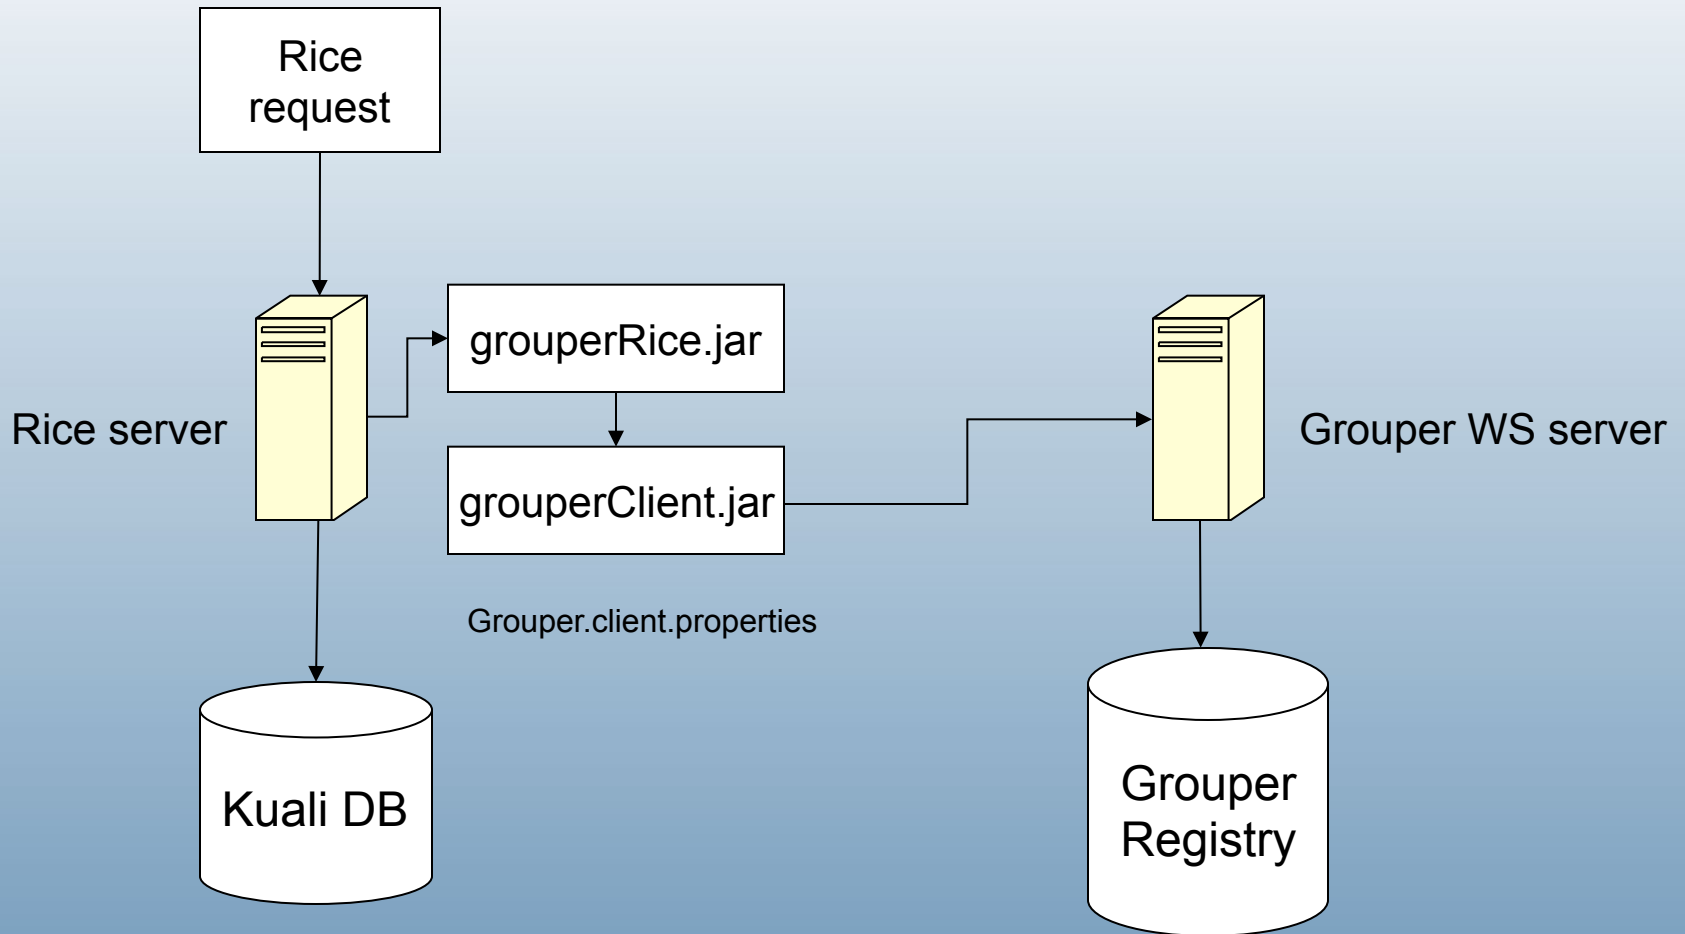 Rice
request
grouperRice.jar
Rice server
Grouper WS server
grouperClient.jar
Grouper.client.properties
Kuali DB
Grouper
Registry